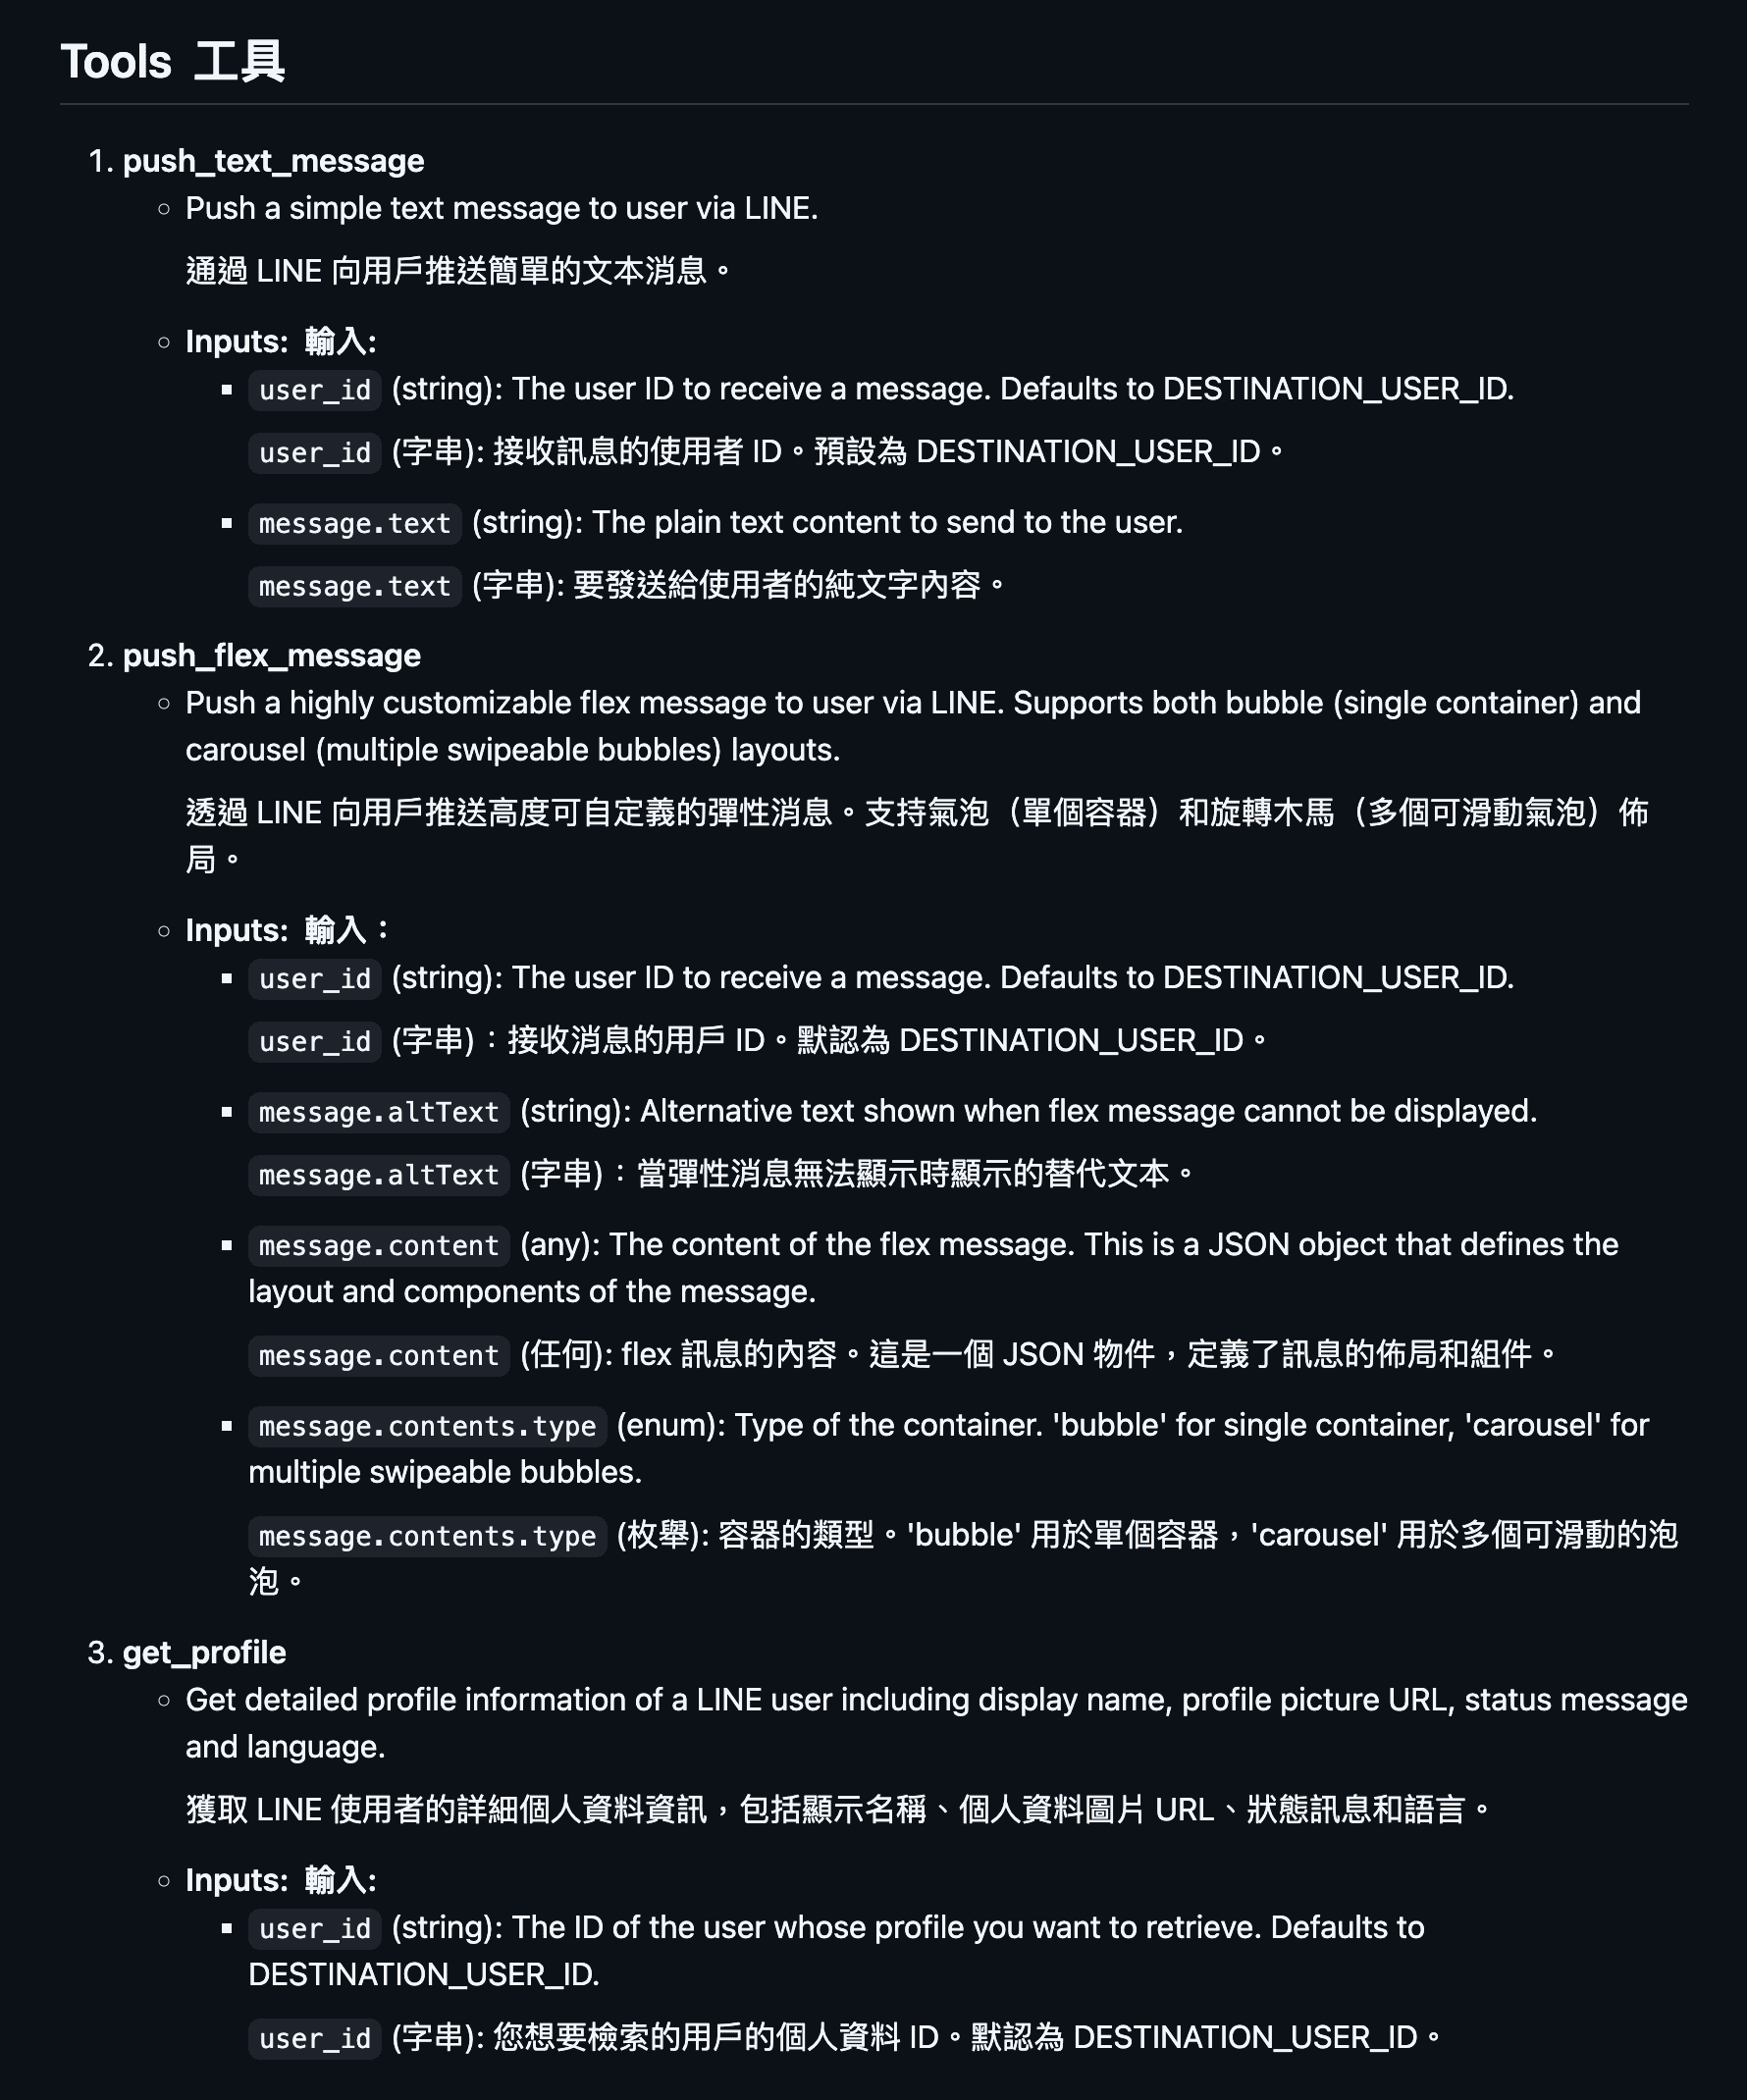 Tools 工具
1. push_text_message
Push a simple text message to user via LINE.
通過 LINE 向用戶推送簡單的文本消息。
Inputs: 輸入:
user_id (string): The user ID to receive a message. Defaults to DESTINATION_USER_ID.
user_id (字串): 接收訊息的使用者 ID。預設為 DESTINATION_USER_ID。
message.text (string): The plain text content to send to the user.
message.text (字串): 要發送給使用者的純文字內容。
2. push_flex_message
Push a highly customizable flex message to user via LINE. Supports both bubble (single container) and
carousel (multiple swipeable bubbles) layouts.
透過 LINE 向用戶推送高度可自定義的彈性消息。支持氣泡（單個容器）和旋轉木馬（多個可滑動氣泡）佈
局。
Inputs: 輸入：
user_id (string): The user ID to receive a message. Defaults to DESTINATION_USER_ID.
user_id (字串)：接收消息的用戶 ID。默認為 DESTINATION_USER_ID。
message.altText (string): Alternative text shown when flex message cannot be displayed.
message.altText (字串)：當彈性消息無法顯示時顯示的替代文本。
message.content (any): The content of the flex message. This is a JSON object that defines the
layout and components of the message.
message.content (任何): flex 訊息的內容。這是一個 JSON 物件，定義了訊息的佈局和組件。
message.contents.type (enum): Type of the container. 'bubble' for single container, 'carousel' for
multiple swipeable bubbles.
message.contents.type (枚舉): 容器的類型。'bubble' 用於單個容器，'carousel' 用於多個可滑動的泡
泡。
3. get_profile
Get detailed profile information of a LINE user including display name, profile picture URL, status message
and language.
獲取 LINE 使用者的詳細個人資料資訊，包括顯示名稱、個人資料圖片 URL、狀態訊息和語言。
Inputs: 輸入:
user_id (string): The ID of the user whose profile you want to retrieve. Defaults to
DESTINATION_USER_ID.
user_id (字串): 您想要檢索的用戶的個人資料 ID。默認為 DESTINATION_USER_ID。